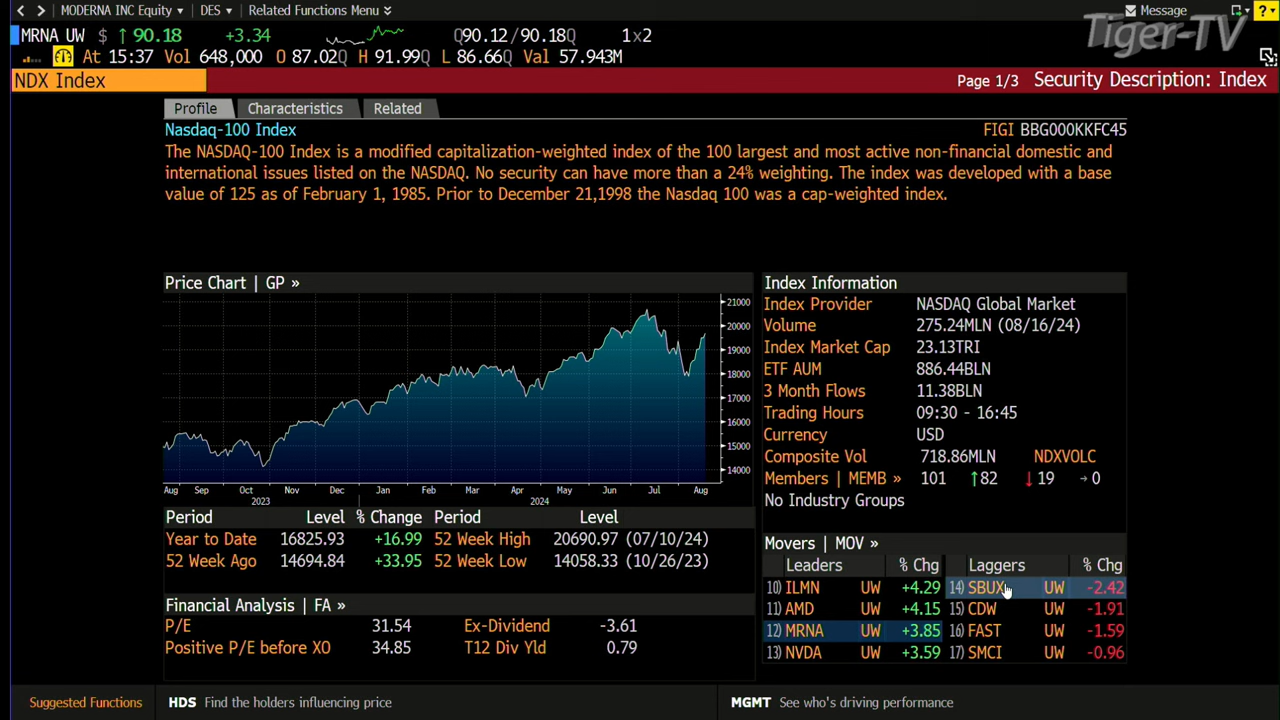 MODERNA INC Equity DES Related Functions Menu Message
MRNA UW $ ↑ 90.18 +3.34 Q90.12 / 90.18Q 1x2
At 15:37 Vol 648,000 O 87.02Q H 91.99Q L 86.66Q Val 57.943M
Tiger-TV
NDX Index Page 1/3 Security Description: Index
Profile Characteristics Related
Nasdaq-100 Index FIGI BBG000KKFC45
The NASDAQ-100 Index is a modified capitalization-weighted index of the 100 largest and most active non-financial domestic and
international issues listed on the NASDAQ. No security can have more than a 24% weighting. The index was developed with a base
value of 125 as of February 1, 1985. Prior to December 21,1998 the Nasdaq 100 was a cap-weighted index.
Price Chart | GP »
21000
20000
19000
18000
17000
16000
15000
14000
Aug Sep Oct Nov Dec Jan Feb Mar Apr May Jun Jul Aug
2023 2024
Period Level % Change Period Level
Year to Date 16825.93 +16.99 52 Week High 20690.97 (07/10/24)
52 Week Ago 14694.84 +33.95 52 Week Low 14058.33 (10/26/23)
Financial Analysis | FA »
P/E 31.54 Ex-Dividend -3.61
Positive P/E before XO 34.85 T12 Div Yld 0.79
Index Information
Index Provider NASDAQ Global Market
Volume 275.24MLN (08/16/24)
Index Market Cap 23.13TRI
ETF AUM 886.44BLN
3 Month Flows 11.38BLN
Trading Hours 09:30 - 16:45
Currency USD
Composite Vol 718.86MLN NDXVOLC
Members | MEMB » 101 ↑82 ↓19 →0
No Industry Groups
Movers | MOV »
Leaders % Chg Laggers % Chg
10) ILMN UW +4.29 14) SBUX UW -2.42
11) AMD UW +4.15 15) CDW UW -1.91
12) MRNA UW +3.85 16) FAST UW -1.59
13) NVDA UW +3.59 17) SMCI UW -0.96
Suggested Functions HDS Find the holders influencing price MGMT See who's driving performance